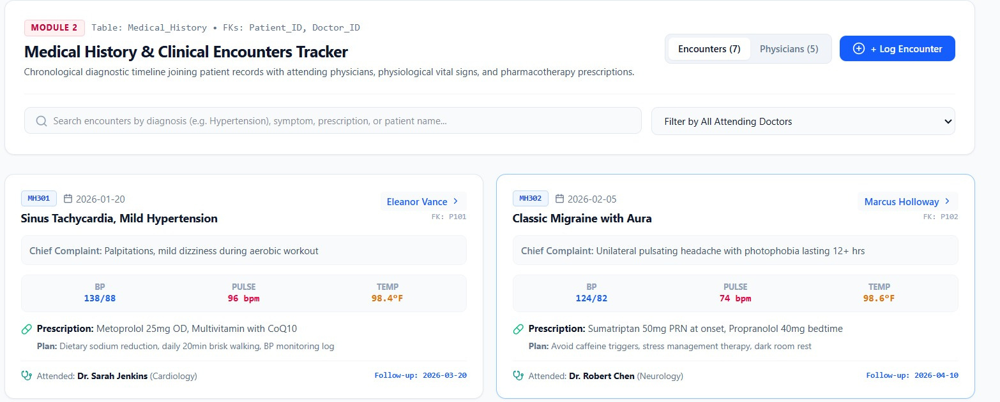 MODULE 2 Table: Medical_History • FKs: Patient_ID, Doctor_ID
Medical History & Clinical Encounters Tracker
Chronological diagnostic timeline joining patient records with attending physicians, physiological vital signs, and pharmacotherapy prescriptions.
Encounters (7) Physicians (5) + Log Encounter
Search encounters by diagnosis (e.g. Hypertension), symptom, prescription, or patient name...
Filter by All Attending Doctors
MH301 2026-01-20
Eleanor Vance
Sinus Tachycardia, Mild Hypertension
FK: P101
Chief Complaint: Palpitations, mild dizziness during aerobic workout
BP PULSE TEMP
138/88 96 bpm 98.4°F
Prescription: Metoprolol 25mg OD, Multivitamin with CoQ10
Plan: Dietary sodium reduction, daily 20min brisk walking, BP monitoring log
Attended: Dr. Sarah Jenkins (Cardiology) Follow-up: 2026-03-20
MH302 2026-02-05
Marcus Holloway
Classic Migraine with Aura
FK: P102
Chief Complaint: Unilateral pulsating headache with photophobia lasting 12+ hrs
BP PULSE TEMP
124/82 74 bpm 98.6°F
Prescription: Sumatriptan 50mg PRN at onset, Propranolol 40mg bedtime
Plan: Avoid caffeine triggers, stress management therapy, dark room rest
Attended: Dr. Robert Chen (Neurology) Follow-up: 2026-04-10